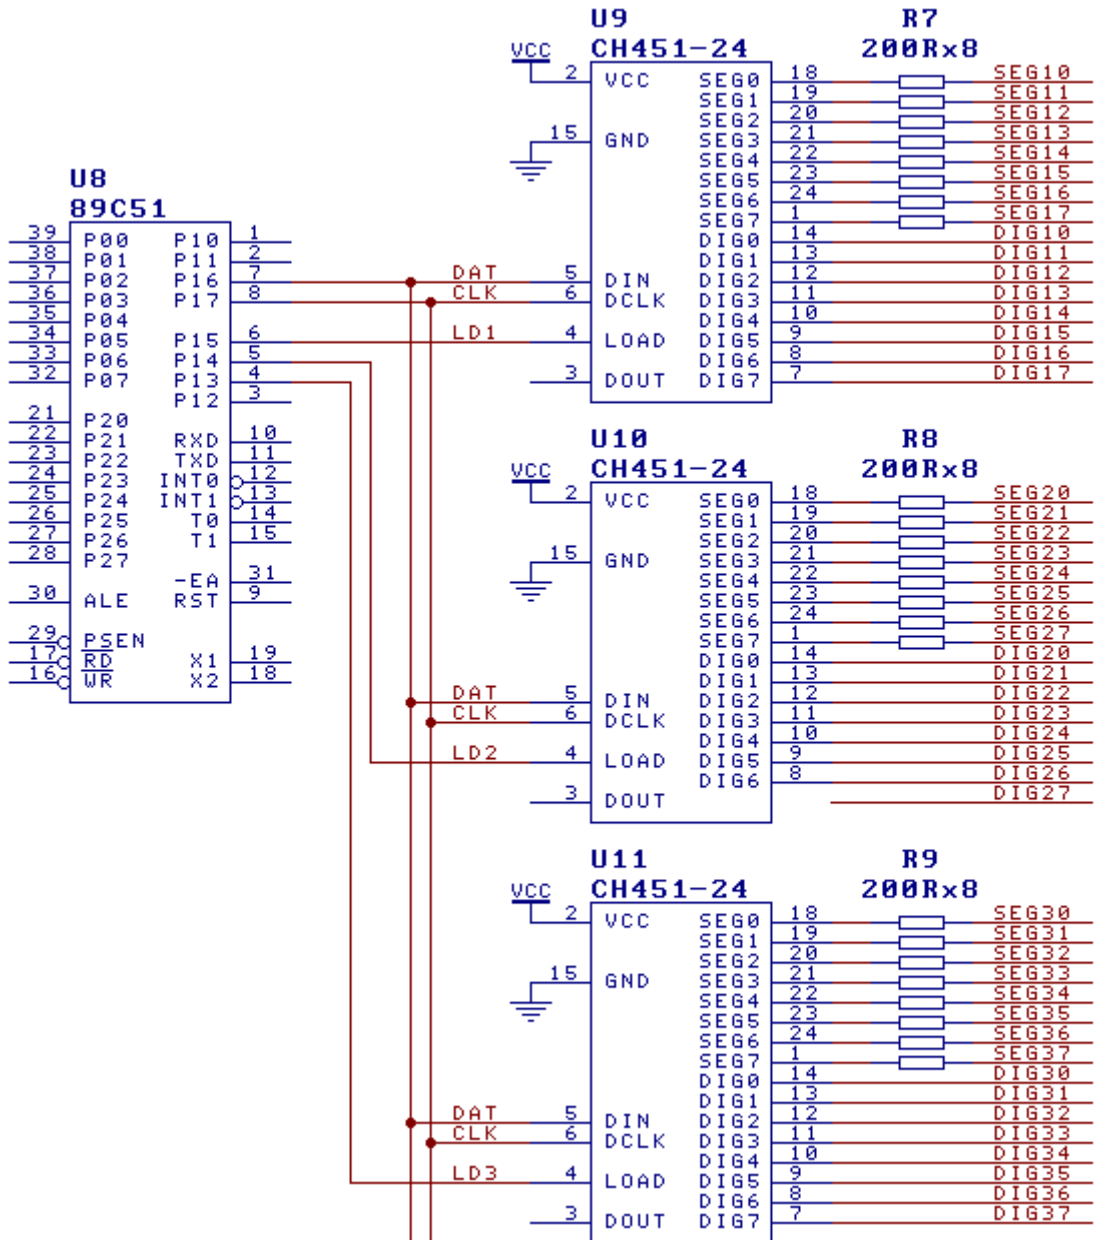 U9 R7
CH451-24 200Rx8
VCC
2 VCC SEG0 18 SEG10
SEG1 19 SEG11
SEG2 20 SEG12
15 GND SEG3 21 SEG13
SEG4 22 SEG14
SEG5 23 SEG15
SEG6 24 SEG16
SEG7 1 SEG17
DIG0 14 DIG10
DIG1 13 DIG11
DAT 5 DIN DIG2 12 DIG12
CLK 6 DCLK DIG3 11 DIG13
DIG4 10 DIG14
LD1 4 LOAD DIG5 9 DIG15
DIG6 8 DIG16
3 DOUT DIG7 7 DIG17
U8
89C51
39 P00 P10 1
38 P01 P11 2
37 P02 P16 7
36 P03 P17 8
35 P04
34 P05 P15 6
33 P06 P14 5
32 P07 P13 4
P12 3
21 P20
22 P21 RXD 10
23 P22 TXD 11
24 P23 INT0 12
25 P24 INT1 13
26 P25 T0 14
27 P26 T1 15
28 P27
-EA 31
30 ALE RST 9
29 PSEN
17 RD X1 19
16 WR X2 18
U10 R8
CH451-24 200Rx8
VCC
2 VCC SEG0 18 SEG20
SEG1 19 SEG21
SEG2 20 SEG22
15 GND SEG3 21 SEG23
SEG4 22 SEG24
SEG5 23 SEG25
SEG6 24 SEG26
SEG7 1 SEG27
DIG0 14 DIG20
DIG1 13 DIG21
DAT 5 DIN DIG2 12 DIG22
CLK 6 DCLK DIG3 11 DIG23
DIG4 10 DIG24
LD2 4 LOAD DIG5 9 DIG25
DIG6 8 DIG26
3 DOUT DIG27
U11 R9
CH451-24 200Rx8
VCC
2 VCC SEG0 18 SEG30
SEG1 19 SEG31
SEG2 20 SEG32
15 GND SEG3 21 SEG33
SEG4 22 SEG34
SEG5 23 SEG35
SEG6 24 SEG36
SEG7 1 SEG37
DIG0 14 DIG30
DIG1 13 DIG31
DAT 5 DIN DIG2 12 DIG32
CLK 6 DCLK DIG3 11 DIG33
DIG4 10 DIG34
LD3 4 LOAD DIG5 9 DIG35
DIG6 8 DIG36
3 DOUT DIG7 7 DIG37